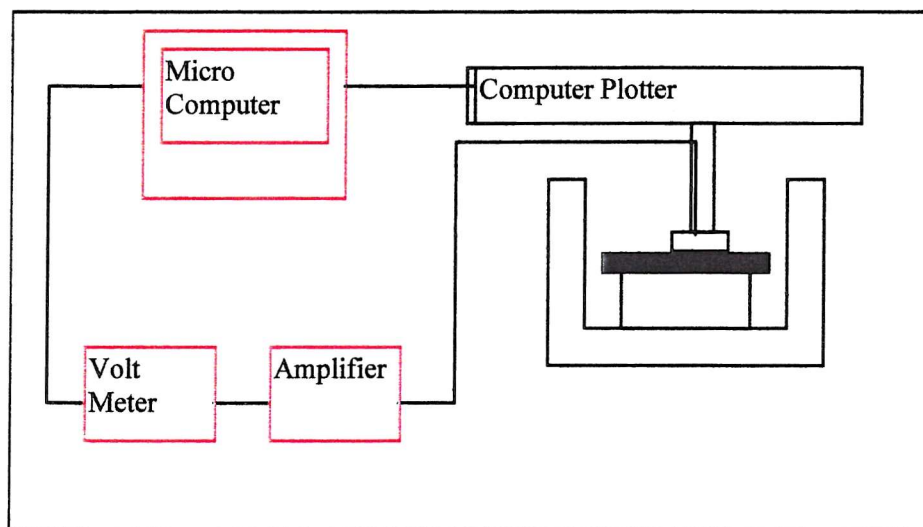 Micro
Computer
Computer Plotter
Volt
Meter
Amplifier